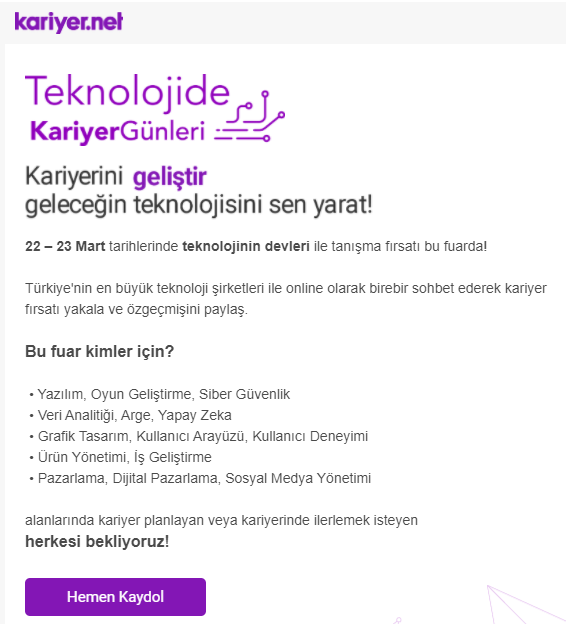 kariyer.net
Teknolojide
KariyerGünleri
Kariyerini geliştir
geleceğin teknolojisini sen yarat!
22 – 23 Mart tarihlerinde teknolojinin devleri ile tanışma fırsatı bu fuarda!
Türkiye'nin en büyük teknoloji şirketleri ile online olarak birebir sohbet ederek kariyer
fırsatı yakala ve özgeçmişini paylaş.
Bu fuar kimler için?
• Yazılım, Oyun Geliştirme, Siber Güvenlik
• Veri Analitiği, Arge, Yapay Zeka
• Grafik Tasarım, Kullanıcı Arayüzü, Kullanıcı Deneyimi
• Ürün Yönetimi, İş Geliştirme
• Pazarlama, Dijital Pazarlama, Sosyal Medya Yönetimi
alanlarında kariyer planlayan veya kariyerinde ilerlemek isteyen
herkesi bekliyoruz!
Hemen Kaydol